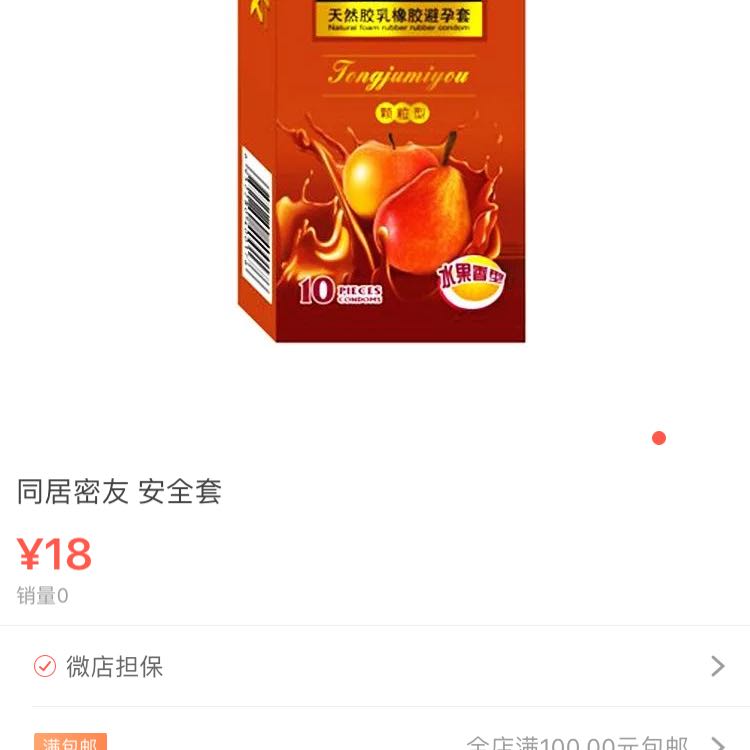 天然胶乳橡胶避孕套
Natural foam rubber rubber condom
Tongjumiyou
颗粒型
水果香型
10 PIECES
CONDOMS
同居密友 安全套
¥18
销量0
微店担保
满包邮
全店满100.00元包邮